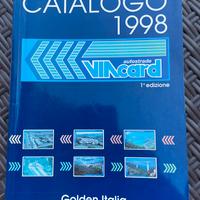 CATALOGO
1998
autostrade
VIAcard
1ª edizione
Golden Italia